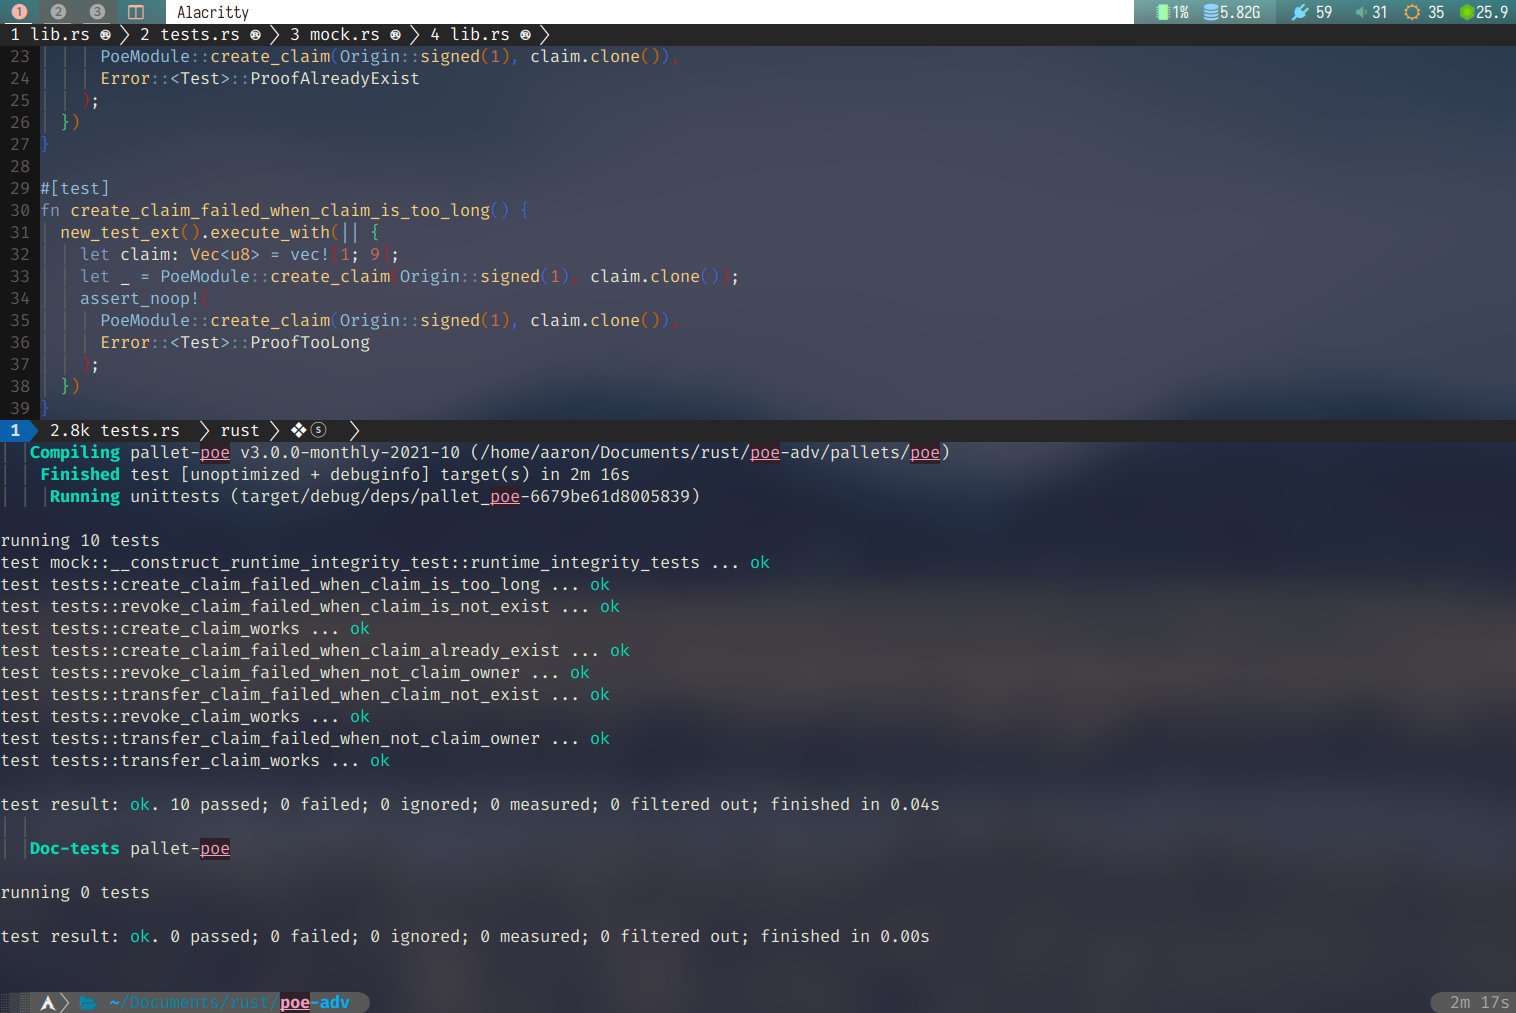 1 2 3 Alacritty 1% 5.82G 59 31 35 25.9
1 lib.rs 2 tests.rs 3 mock.rs 4 lib.rs
23 PoeModule::create_claim(Origin::signed(1), claim.clone()),
24 Error::<Test>::ProofAlreadyExist
25 );
26 })
27 }
28
29 #[test]
30 fn create_claim_failed_when_claim_is_too_long() {
31 new_test_ext().execute_with(|| {
32 let claim: Vec<u8> = vec![1; 9];
33 let _ = PoeModule::create_claim(Origin::signed(1), claim.clone());
34 assert_noop!(
35 PoeModule::create_claim(Origin::signed(1), claim.clone()),
36 Error::<Test>::ProofTooLong
37 );
38 })
39 }
1 2.8k tests.rs rust
Compiling pallet-poe v3.0.0-monthly-2021-10 (/home/aaron/Documents/rust/poe-adv/pallets/poe)
Finished test [unoptimized + debuginfo] target(s) in 2m 16s
Running unittests (target/debug/deps/pallet_poe-6679be61d8005839)
running 10 tests
test mock::__construct_runtime_integrity_test::runtime_integrity_tests ... ok
test tests::create_claim_failed_when_claim_is_too_long ... ok
test tests::revoke_claim_failed_when_claim_is_not_exist ... ok
test tests::create_claim_works ... ok
test tests::create_claim_failed_when_claim_already_exist ... ok
test tests::revoke_claim_failed_when_not_claim_owner ... ok
test tests::transfer_claim_failed_when_claim_not_exist ... ok
test tests::revoke_claim_works ... ok
test tests::transfer_claim_failed_when_not_claim_owner ... ok
test tests::transfer_claim_works ... ok
test result: ok. 10 passed; 0 failed; 0 ignored; 0 measured; 0 filtered out; finished in 0.04s
Doc-tests pallet-poe
running 0 tests
test result: ok. 0 passed; 0 failed; 0 ignored; 0 measured; 0 filtered out; finished in 0.00s
~/Documents/rust/poe-adv 2m 17s